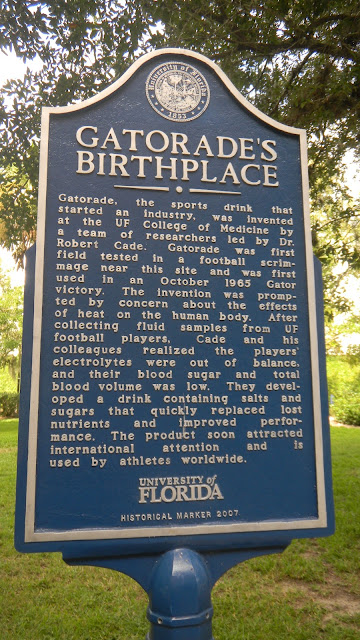 University of Florida
1853
GATORADE'S
BIRTHPLACE
Gatorade, the sports drink that
started an industry, was invented
at the UF College of Medicine by
a team of researchers led by Dr.
Robert Cade. Gatorade was first
field tested in a football scrim-
mage near this site and was first
used in an October 1965 Gator
victory. The invention was promp-
ted by concern about the effects
of heat on the human body. After
collecting fluid samples from UF
football players, Cade and his
colleagues realized the players'
electrolytes were out of balance,
and their blood sugar and total
blood volume was low. They devel-
oped a drink containing salts and
sugars that quickly replaced lost
nutrients and improved perfor-
mance. The product soon attracted
international attention and is
used by athletes worldwide.
UNIVERSITY of
FLORIDA
HISTORICAL MARKER 2007